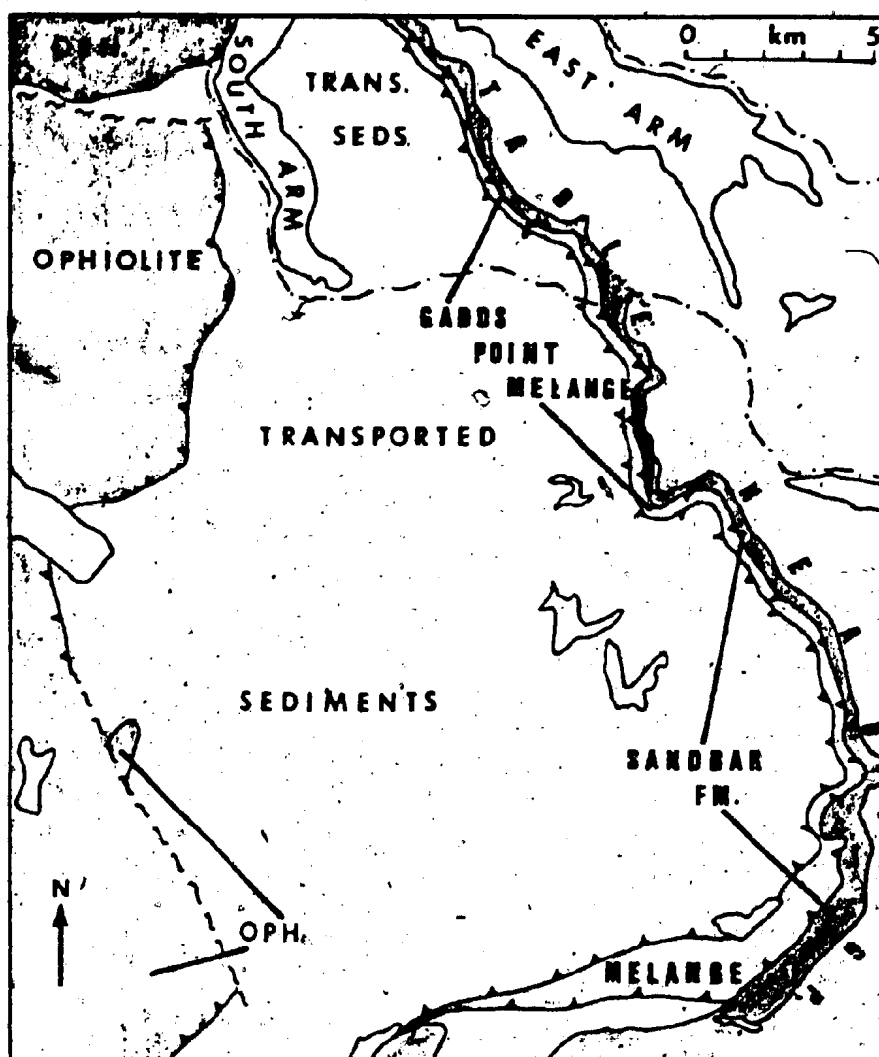 0 km 5
SOUTH ARM
TRANS.
SEDS.
EAST ARM
OPHIOLITE
GADDS
POINT
MELANGE
TRANSPORTED
SEDIMENTS
SANDBAR
FM.
N
OPH.
MELANGE